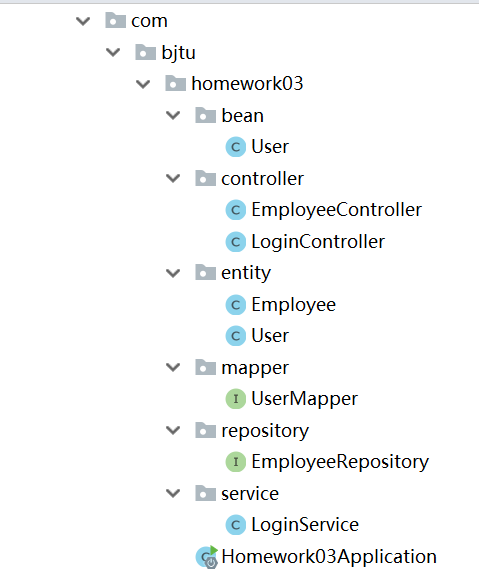 com
bjtu
homework03
bean
C User
controller
C EmployeeController
C LoginController
entity
C Employee
C User
mapper
I UserMapper
repository
I EmployeeRepository
service
C LoginService
C Homework03Application